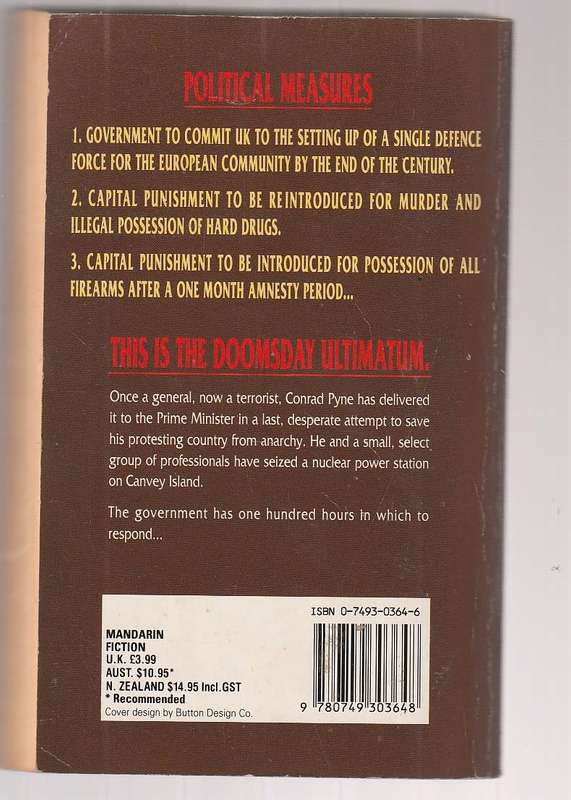 POLITICAL MEASURES
1. GOVERNMENT TO COMMIT UK TO THE SETTING UP OF A SINGLE DEFENCE
FORCE FOR THE EUROPEAN COMMUNITY BY THE END OF THE CENTURY.
2. CAPITAL PUNISHMENT TO BE REINTRODUCED FOR MURDER AND
ILLEGAL POSSESSION OF HARD DRUGS.
3. CAPITAL PUNISHMENT TO BE INTRODUCED FOR POSSESSION OF ALL
FIREARMS AFTER A ONE MONTH AMNESTY PERIOD...
THIS IS THE DOOMSDAY ULTIMATUM.
Once a general, now a terrorist, Conrad Pyne has delivered
it to the Prime Minister in a last, desperate attempt to save
his protesting country from anarchy. He and a small, select
group of professionals have seized a nuclear power station
on Canvey Island.
The government has one hundred hours in which to
respond...
ISBN 0-7493-0364-6
MANDARIN
FICTION
U.K. £3.99
AUST. $10.95*
N. ZEALAND $14.95 Incl.GST
* Recommended
Cover design by Button Design Co.
9 780749 303648